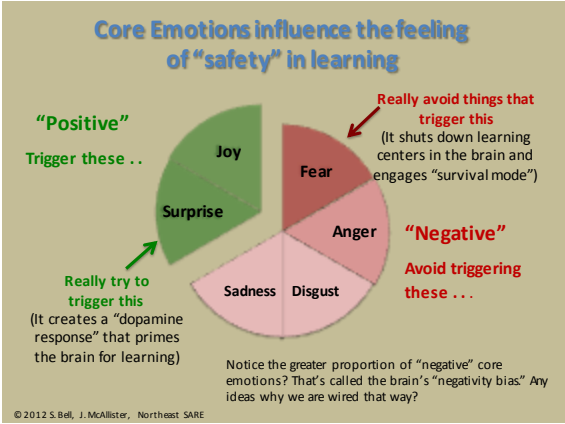 Core Emotions influence the feeling
of “safety” in learning
“Positive”
Trigger these . .
Joy
Surprise
Really try to
trigger this
(It creates a “dopamine
response” that primes
the brain for learning)
Really avoid things that
trigger this
(It shuts down learning
centers in the brain and
engages “survival mode”)
Fear
Anger
“Negative”
Avoid triggering
these . . .
Sadness
Disgust
Notice the greater proportion of “negative” core
emotions? That’s called the brain’s “negativity bias.” Any
ideas why we are wired that way?
© 2012 S. Bell, J. McAllister, Northeast SARE